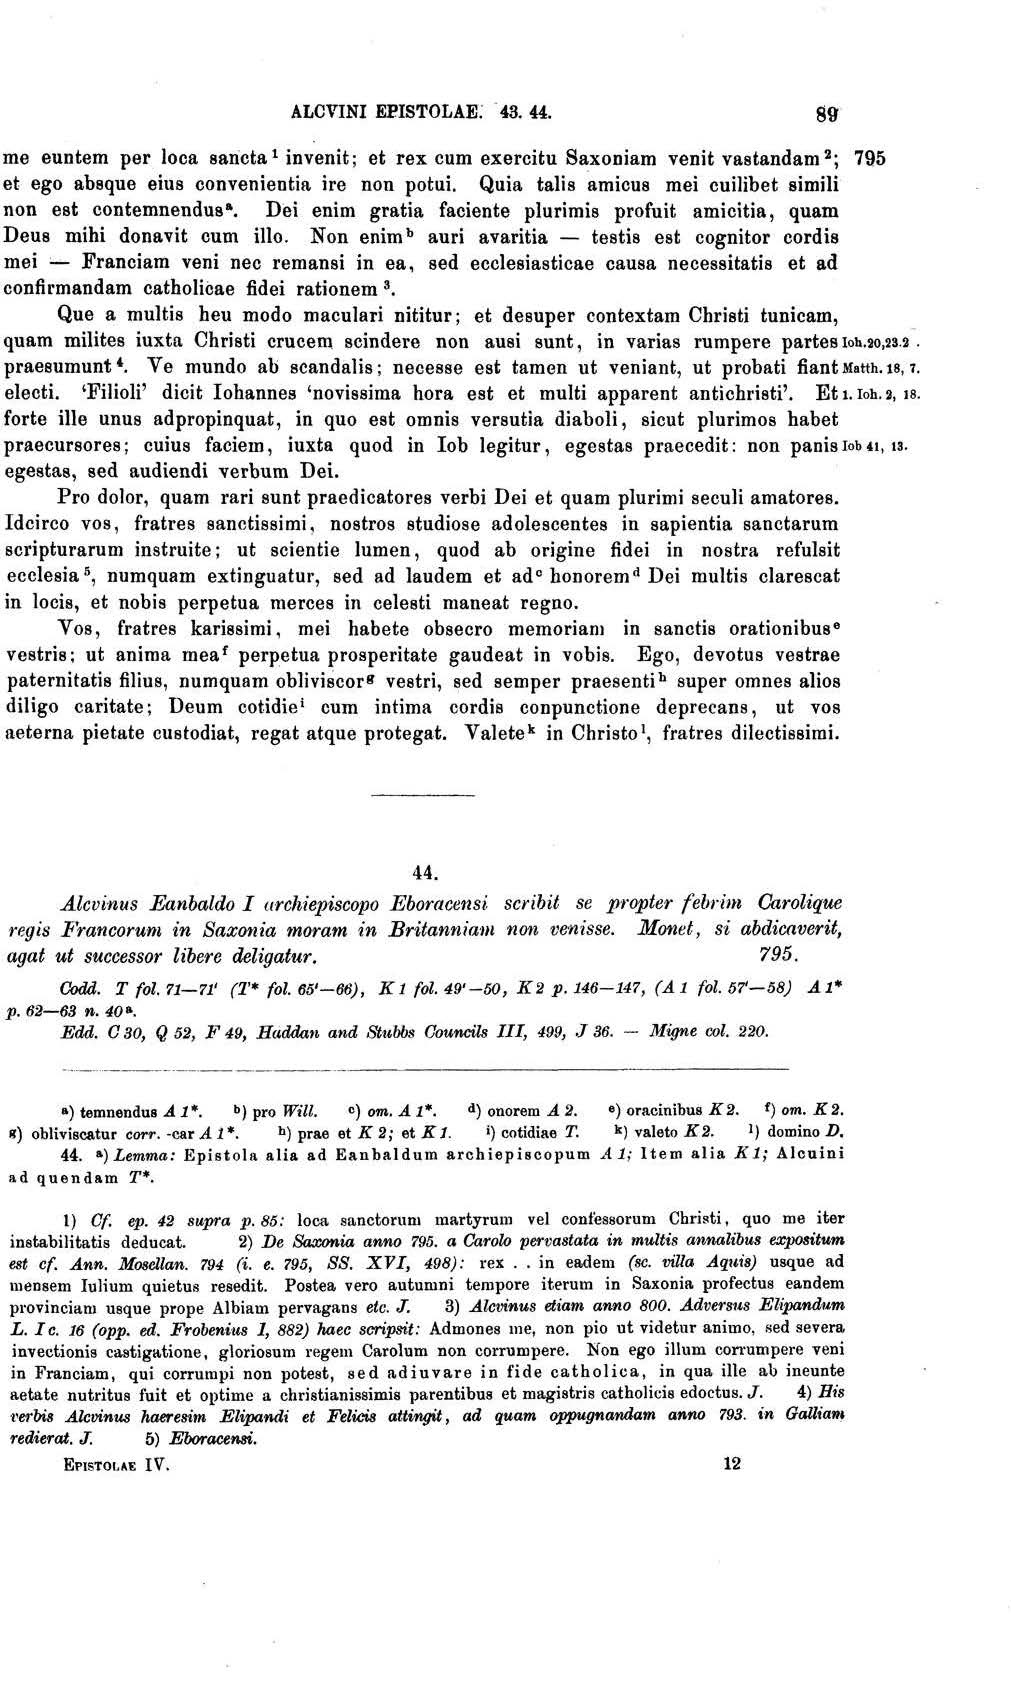 ALCVINI EPISTOLAE. 43. 44. 89
me euntem per loca sancta¹ invenit; et rex cum exercitu Saxoniam venit vastandam²; 795
et ego absque eius convenientia ire non potui. Quia talis amicus mei cuilibet simili
non est contemnendusᵃ. Dei enim gratia faciente plurimis profuit amicitia, quam
Deus mihi donavit cum illo. Non enimᵇ auri avaritia — testis est cognitor cordis
mei — Franciam veni nec remansi in ea, sed ecclesiasticae causa necessitatis et ad
confirmandam catholicae fidei rationem³.
Que a multis heu modo maculari nititur; et desuper contextam Christi tunicam,
quam milites iuxta Christi crucem scindere non ausi sunt, in varias rumpere partes Ioh.20,23.2.
praesumunt⁴. Ve mundo ab scandalis; necesse est tamen ut veniant, ut probati fiant Matth. 18, 7.
electi. ‘Filioli’ dicit Iohannes ‘novissima hora est et multi apparent antichristi’. Et 1. Ioh. 2, 18.
forte ille unus adpropinquat, in quo est omnis versutia diaboli, sicut plurimos habet
praecursores; cuius faciem, iuxta quod in Iob legitur, egestas praecedit: non panis Iob 41, 13.
egestas, sed audiendi verbum Dei.
Pro dolor, quam rari sunt praedicatores verbi Dei et quam plurimi seculi amatores.
Idcirco vos, fratres sanctissimi, nostros studiose adolescentes in sapientia sanctarum
scripturarum instruite; ut scientie lumen, quod ab origine fidei in nostra refulsit
ecclesia⁵, numquam extinguatur, sed ad laudem et adᶜ honoremᵈ Dei multis clarescat
in locis, et nobis perpetua merces in celesti maneat regno.
Vos, fratres karissimi, mei habete obsecro memoriam in sanctis orationibusᵉ
vestris; ut anima meaᶠ perpetua prosperitate gaudeat in vobis. Ego, devotus vestrae
paternitatis filius, numquam obliviscorᵍ vestri, sed semper praesentiʰ super omnes alios
diligo caritate; Deum cotidieⁱ cum intima cordis conpunctione deprecans, ut vos
aeterna pietate custodiat, regat atque protegat. Valeteᵏ in Christoˡ, fratres dilectissimi.
44.
Alcvinus Eanbaldo I archiepiscopo Eboracensi scribit se propter febrim Carolique
regis Francorum in Saxonia moram in Britanniam non venisse. Monet, si abdicaverit,
agat ut successor libere deligatur. 795.
Codd. T fol. 71—71' (T* fol. 65'—66), K 1 fol. 49'—50, K 2 p. 146—147, (A 1 fol. 57'—58) A 1*
p. 62—63 n. 40ᵃ.
Edd. C 30, Q 52, F 49, Haddan and Stubbs Councils III, 499, J 36. — Migne col. 220.
ᵃ) temnendus A 1*. ᵇ) pro Will. ᶜ) om. A 1*. ᵈ) onorem A 2. ᵉ) oracinibus K 2. ᶠ) om. K 2.
ᵍ) obliviscatur corr. -car A 1*. ʰ) prae et K 2; et K 1. ⁱ) cotidiae T. ᵏ) valeto K 2. ˡ) domino D.
44. ᵃ) Lemma: Epistola alia ad Eanbaldum archiepiscopum A 1; Item alia K 1; Alcuini
ad quendam T*.
1) Cf. ep. 42 supra p. 85: loca sanctorum martyrum vel confessorum Christi, quo me iter
instabilitatis deducat. 2) De Saxonia anno 795. a Carolo pervastata in multis annalibus expositum
est cf. Ann. Mosellan. 794 (i. e. 795, SS. XVI, 498): rex . . in eadem (sc. villa Aquis) usque ad
mensem Iulium quietus resedit. Postea vero autumni tempore iterum in Saxonia profectus eandem
provinciam usque prope Albiam pervagans etc. J. 3) Alcvinus etiam anno 800. Adversus Elipandum
L. I c. 16 (opp. ed. Frobenius 1, 882) haec scripsit: Admones me, non pio ut videtur animo, sed severa
invectionis castigatione, gloriosum regem Carolum non corrumpere. Non ego illum corrumpere veni
in Franciam, qui corrumpi non potest, sed adiuvare in fide catholica, in qua ille ab ineunte
aetate nutritus fuit et optime a christianissimis parentibus et magistris catholicis edoctus. J. 4) His
verbis Alcvinus haeresim Elipandi et Felicis attingit, ad quam oppugnandam anno 793. in Galliam
redierat. J. 5) Eboracensi.
EPISTOLAE IV. 12